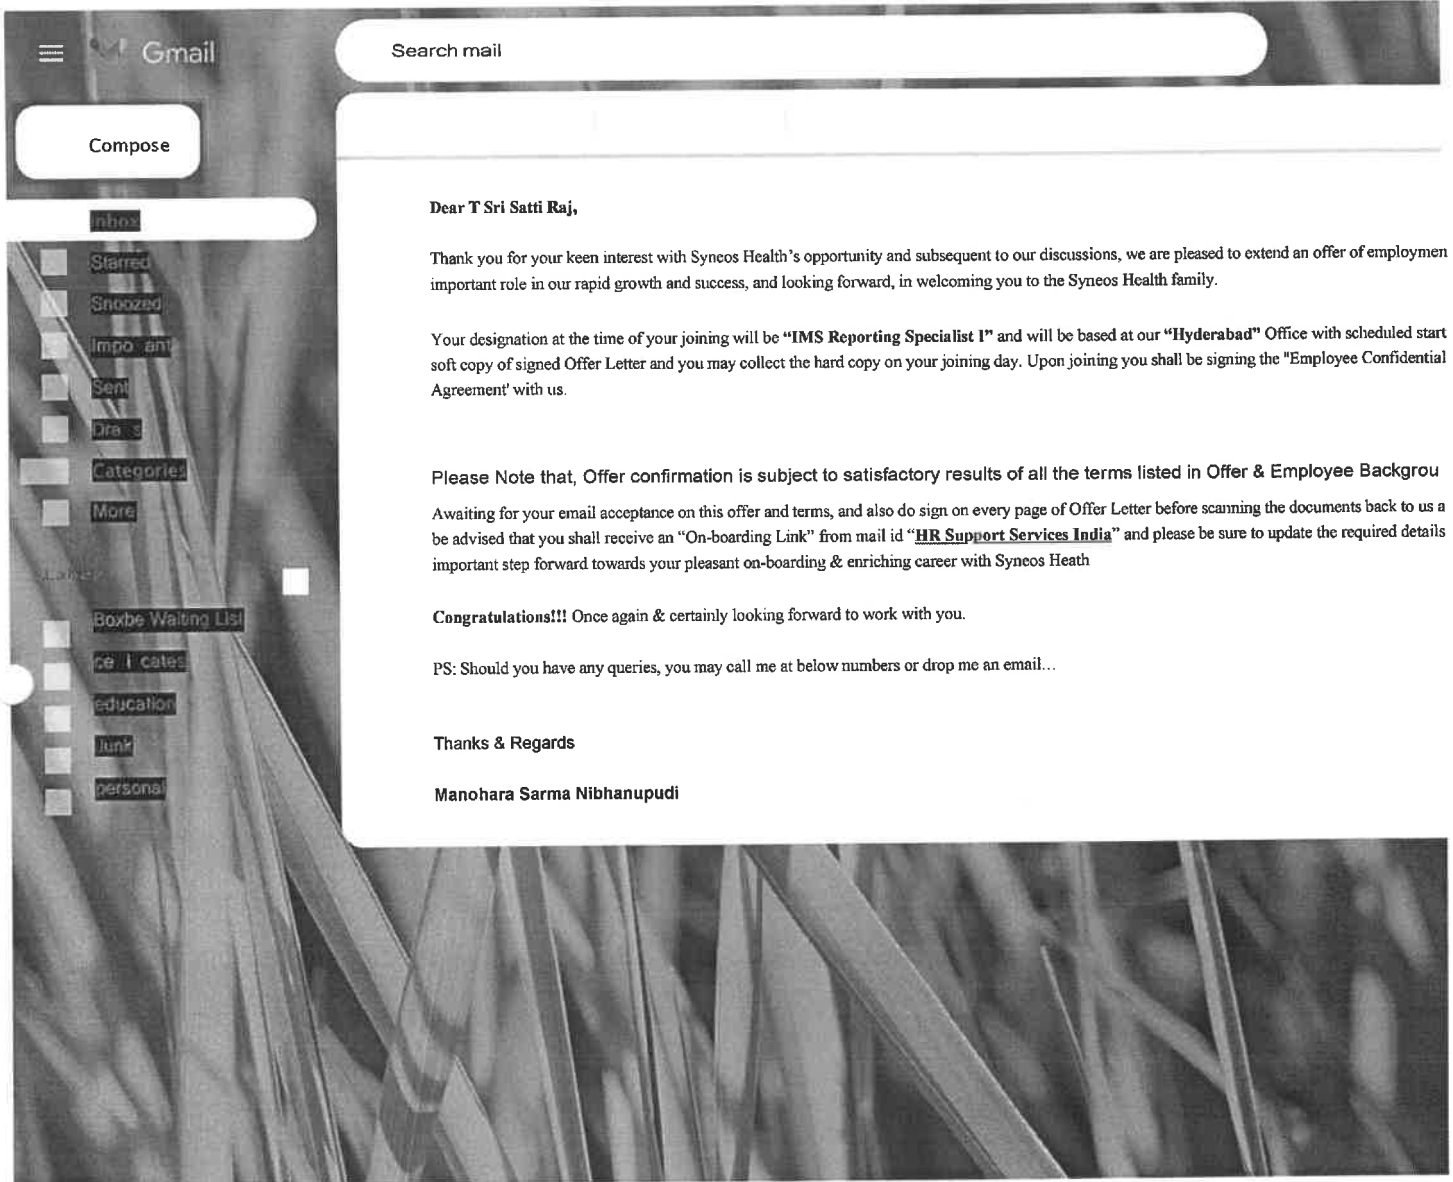 Gmail
Search mail
Compose
Inbox
Starred
Snoozed
Impo ant
Sent
Dra s
Categories
More
Boxbe Waiting List
ce i cates
education
Junk
personal
Dear T Sri Satti Raj,
Thank you for your keen interest with Syneos Health's opportunity and subsequent to our discussions, we are pleased to extend an offer of employmen
important role in our rapid growth and success, and looking forward, in welcoming you to the Syneos Health family.
Your designation at the time of your joining will be “IMS Reporting Specialist I” and will be based at our “Hyderabad” Office with scheduled start
soft copy of signed Offer Letter and you may collect the hard copy on your joining day. Upon joining you shall be signing the "Employee Confidential
Agreement' with us.
Please Note that, Offer confirmation is subject to satisfactory results of all the terms listed in Offer & Employee Backgrou
Awaiting for your email acceptance on this offer and terms, and also do sign on every page of Offer Letter before scanning the documents back to us a
be advised that you shall receive an “On-boarding Link” from mail id “HR Support Services India” and please be sure to update the required details
important step forward towards your pleasant on-boarding & enriching career with Syneos Heath
Congratulations!!! Once again & certainly looking forward to work with you.
PS: Should you have any queries, you may call me at below numbers or drop me an email…
Thanks & Regards
Manohara Sarma Nibhanupudi